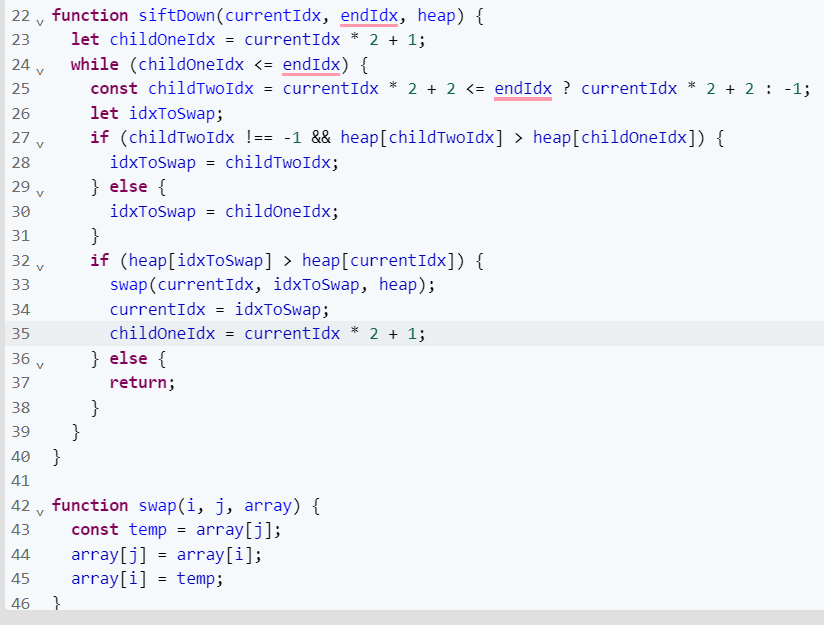 22 function siftDown(currentIdx, endIdx, heap) {
23   let childOneIdx = currentIdx * 2 + 1;
24   while (childOneIdx <= endIdx) {
25     const childTwoIdx = currentIdx * 2 + 2 <= endIdx ? currentIdx * 2 + 2 : -1;
26     let idxToSwap;
27     if (childTwoIdx !== -1 && heap[childTwoIdx] > heap[childOneIdx]) {
28       idxToSwap = childTwoIdx;
29     } else {
30       idxToSwap = childOneIdx;
31     }
32     if (heap[idxToSwap] > heap[currentIdx]) {
33       swap(currentIdx, idxToSwap, heap);
34       currentIdx = idxToSwap;
35       childOneIdx = currentIdx * 2 + 1;
36     } else {
37       return;
38     }
39   }
40 }
41
42 function swap(i, j, array) {
43   const temp = array[j];
44   array[j] = array[i];
45   array[i] = temp;
46 }